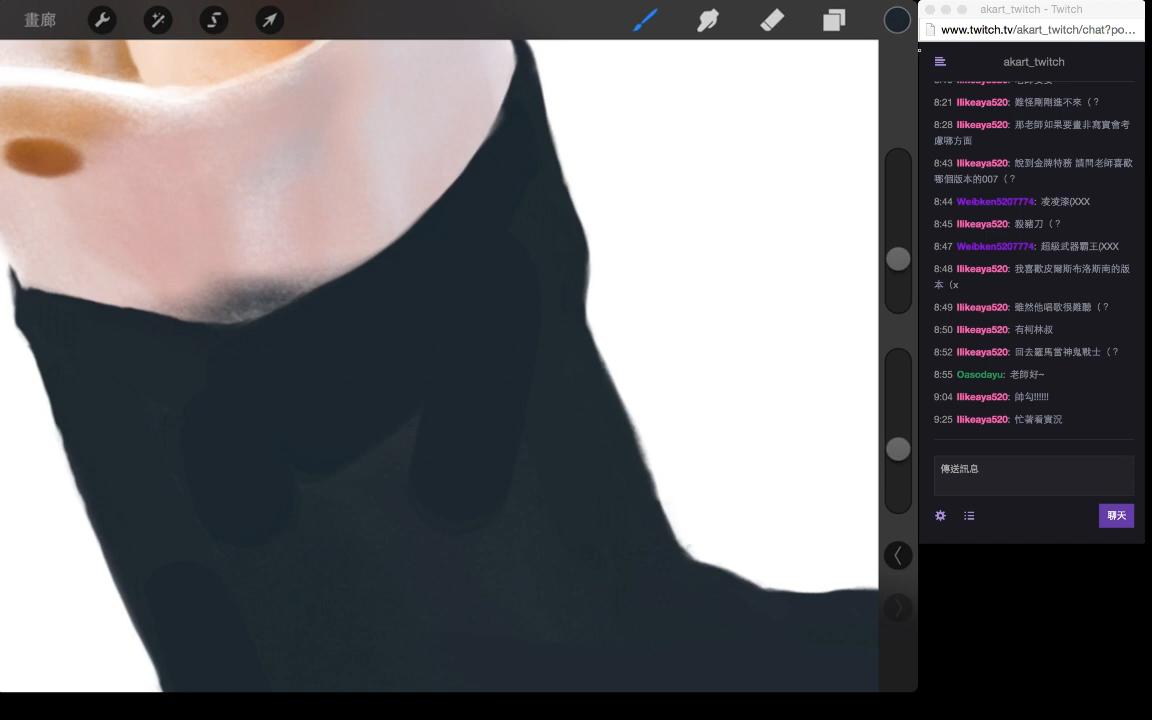 畫廊
akart_twitch - Twitch
www.twitch.tv/akart_twitch/chat?po…
akart_twitch
8:21 llikeaya520: 難怪剛剛進不來（？
8:28 llikeaya520: 那老師如果要畫非寫實會考
慮哪方面
8:43 llikeaya520: 說到金牌特務 請問老師喜歡
哪個版本的007（？
8:44 Weibken5207774: 凌凌漆(XXX
8:45 llikeaya520: 殺豬刀（？
8:47 Weibken5207774: 超級武器霸王(XXX
8:48 llikeaya520: 我喜歡皮爾斯布洛斯南的版
本（x
8:49 llikeaya520: 雖然他唱歌很難聽（？
8:50 llikeaya520: 有柯林叔
8:52 llikeaya520: 回去羅馬當神鬼戰士（？
8:55 Oasodayu: 老師好~
9:04 llikeaya520: 帥勾!!!!!!
9:25 llikeaya520: 忙著看實況
傳送訊息
聊天